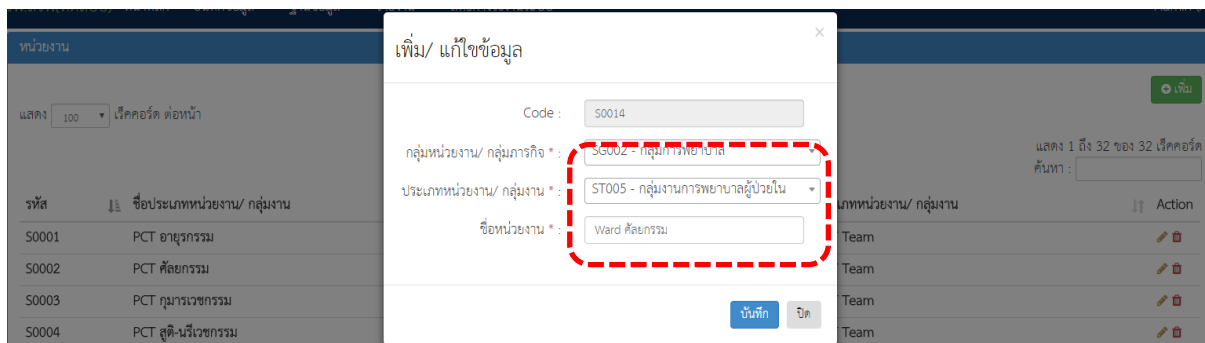 หน่วยงาน
เพิ่ม/ แก้ไขข้อมูล
×
เพิ่ม
แสดง 100 เร็คคอร์ด ต่อหน้า
Code : S0014
แสดง 1 ถึง 32 ของ 32 เร็คคอร์ด
กลุ่มหน่วยงาน/ กลุ่มภารกิจ * : SG002 - กลุ่มการพยาบาล
ค้นหา :
ประเภทหน่วยงาน/ กลุ่มงาน * : ST005 - กลุ่มงานการพยาบาลผู้ป่วยใน
รหัส ชื่อประเภทหน่วยงาน/ กลุ่มงาน เภทหน่วยงาน/ กลุ่มงาน Action
ชื่อหน่วยงาน * : Ward ศัลยกรรม
S0001 PCT อายุรกรรม Team
S0002 PCT ศัลยกรรม Team
S0003 PCT กุมารเวชกรรม Team
บันทึก ปิด
S0004 PCT สูติ-นรีเวชกรรม Team